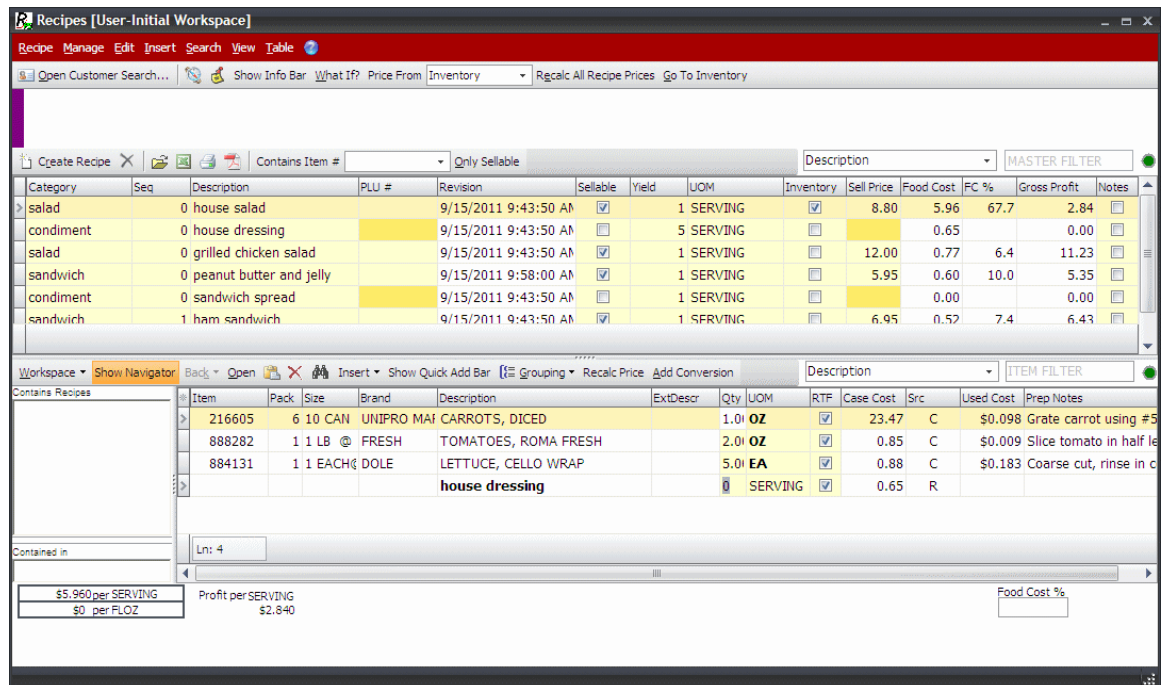 Recipes [User-Initial Workspace]
Recipe Manage Edit Insert Search View Table
Open Customer Search... Show Info Bar What If? Price From Inventory Recalc All Recipe Prices Go To Inventory
Create Recipe Contains Item # Only Sellable Description MASTER FILTER
Category Seq Description PLU # Revision Sellable Yield UOM Inventory Sell Price Food Cost FC % Gross Profit Notes
salad 0 house salad 9/15/2011 9:43:50 AM 1 SERVING 8.80 5.96 67.7 2.84
condiment 0 house dressing 9/15/2011 9:43:50 AM 5 SERVING 0.65 0.00
salad 0 grilled chicken salad 9/15/2011 9:43:50 AM 1 SERVING 12.00 0.77 6.4 11.23
sandwich 0 peanut butter and jelly 9/15/2011 9:58:00 AM 1 SERVING 5.95 0.60 10.0 5.35
condiment 0 sandwich spread 9/15/2011 9:43:50 AM 1 SERVING 0.00 0.00
sandwich 1 ham sandwich 9/15/2011 9:43:50 AM 1 SERVING 6.95 0.52 7.4 6.43
Workspace Show Navigator Back Open Insert Show Quick Add Bar Grouping Recalc Price Add Conversion Description ITEM FILTER
Contains Recipes
Item Pack Size Brand Description ExtDescr Qty UOM RTF Case Cost Src Used Cost Prep Notes
216605 6 10 CAN UNIPRO MAF CARROTS, DICED 1.0 OZ 23.47 C $0.098 Grate carrot using #5
888282 1 1 LB @ FRESH TOMATOES, ROMA FRESH 2.0 OZ 0.85 C $0.009 Slice tomato in half le
884131 1 1 EACH@ DOLE LETTUCE, CELLO WRAP 5.0 EA 0.88 C $0.183 Coarse cut, rinse in c
house dressing 0 SERVING 0.65 R
Contained in
Ln: 4
$5.960 per SERVING Profit per SERVING Food Cost %
$0 per FLOZ $2.840